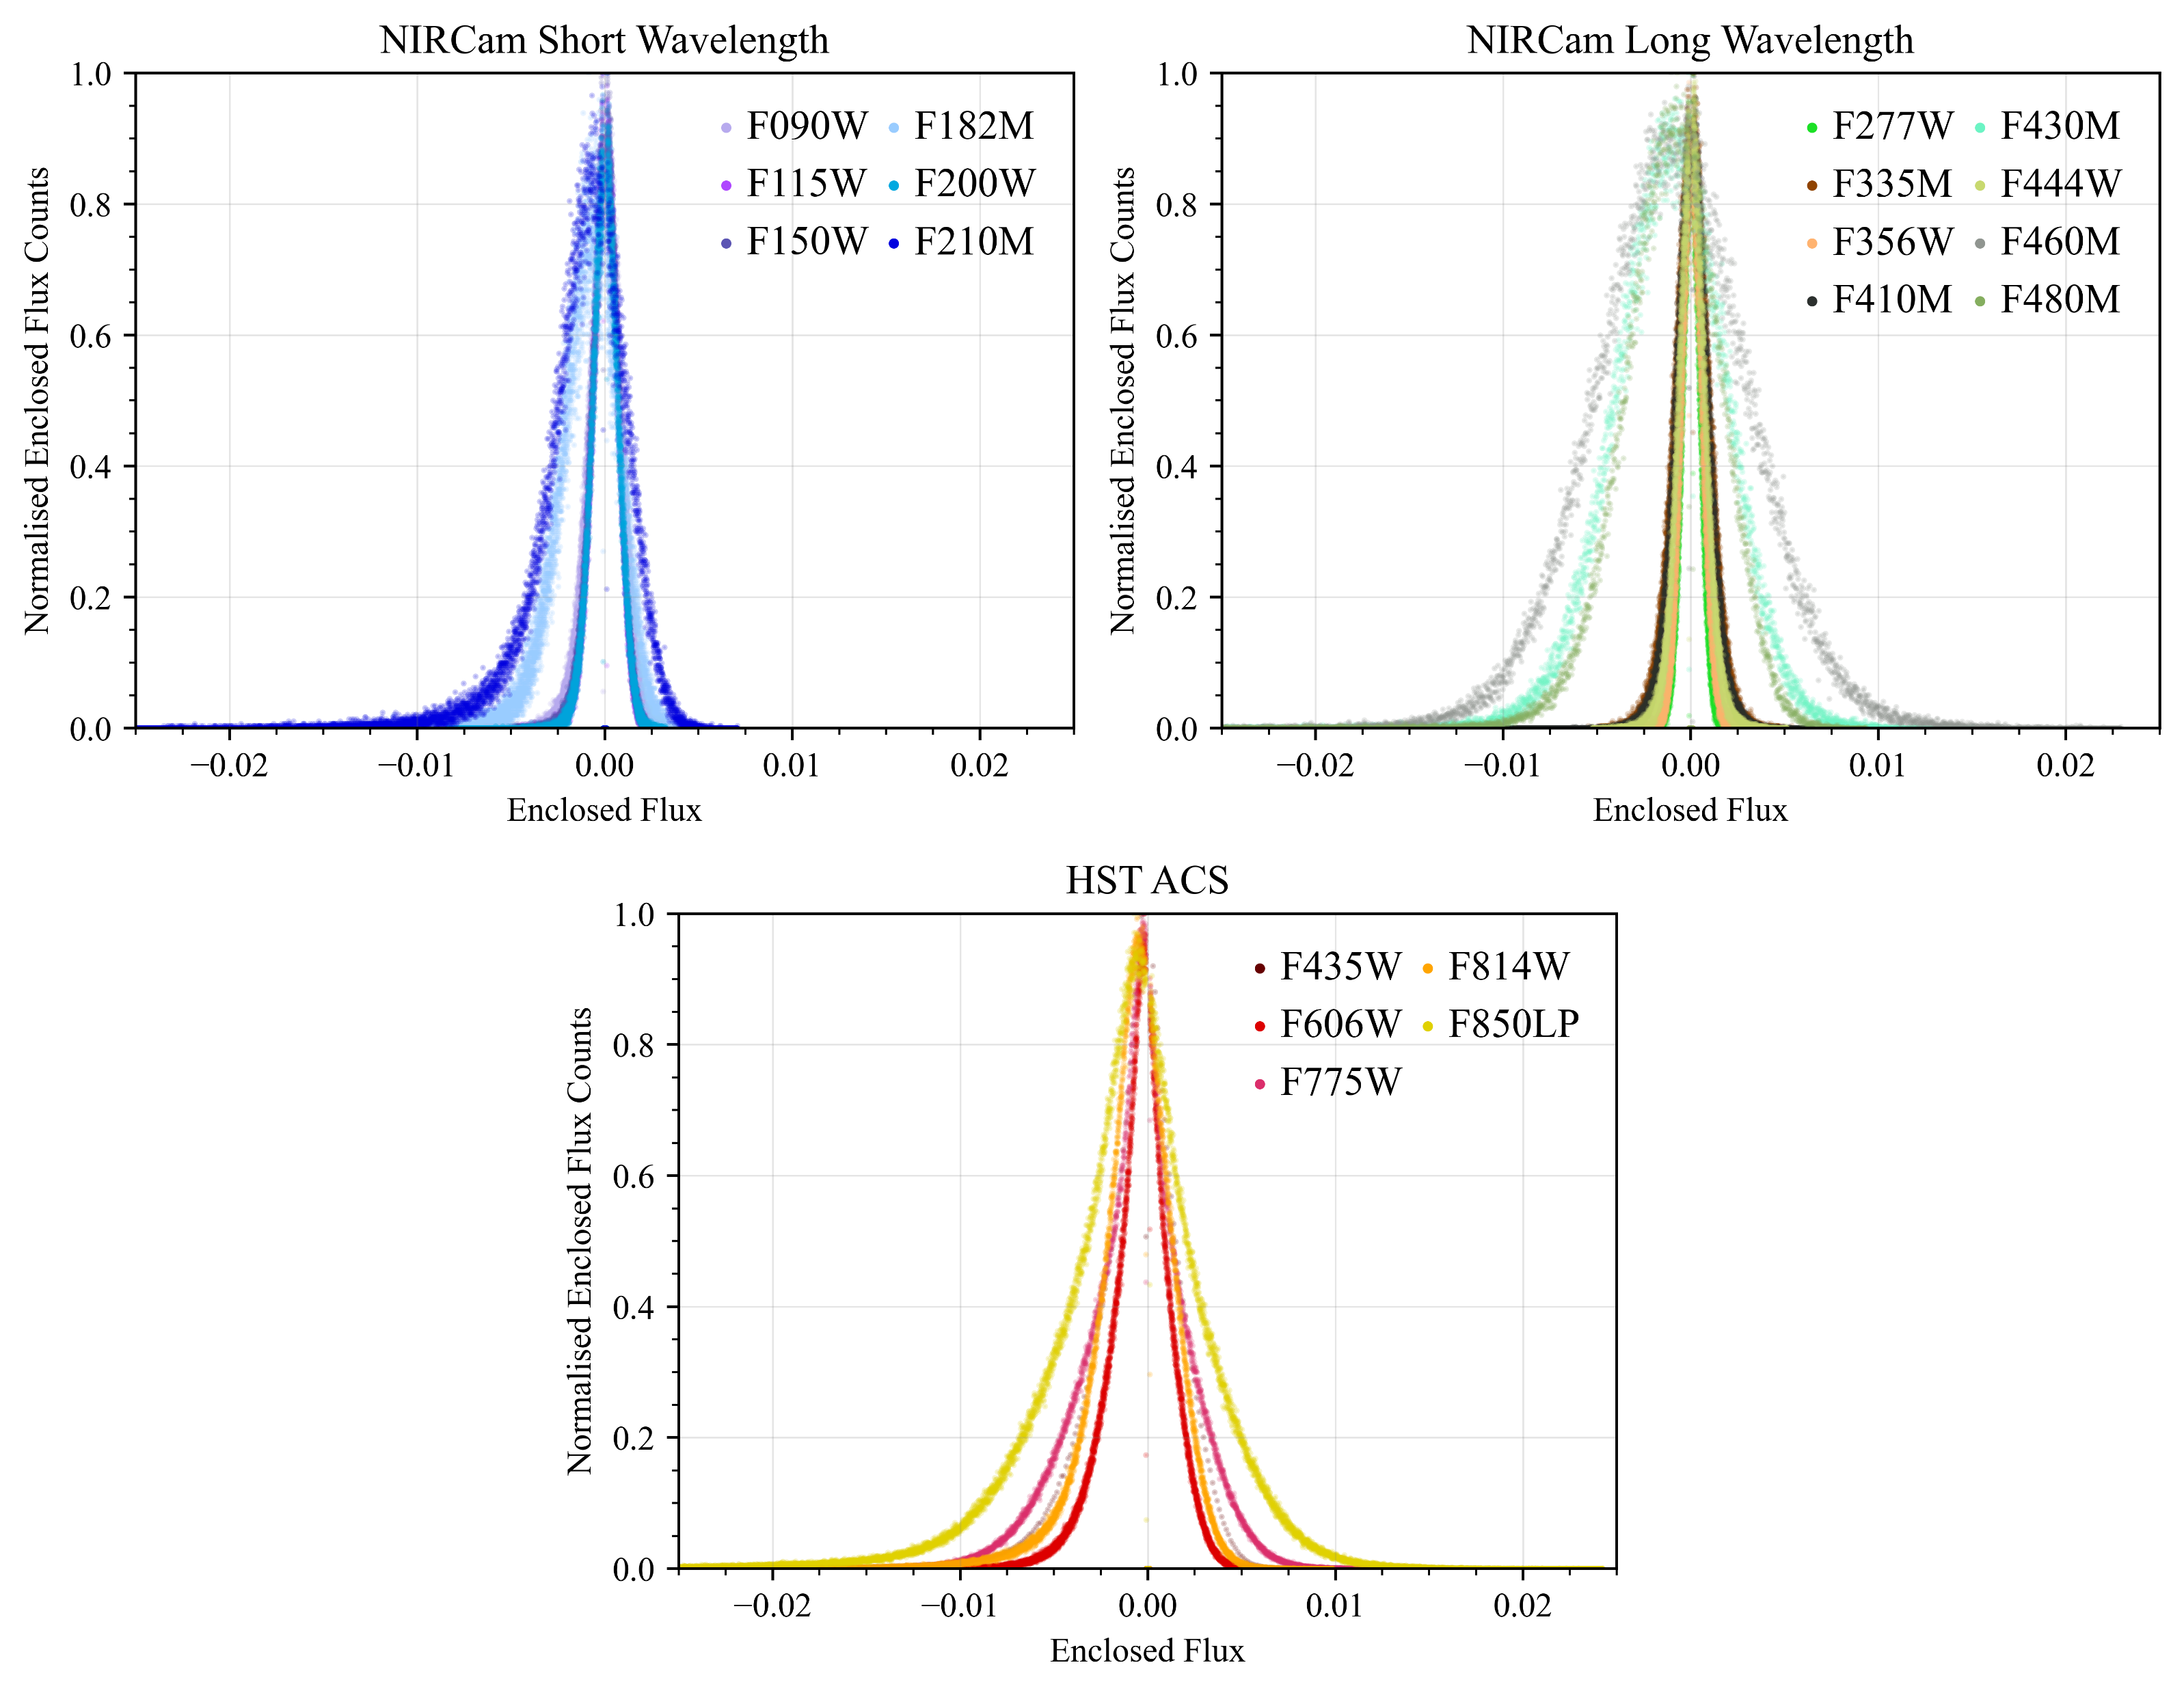 NIRCam Short Wavelength
1.0
0.8
0.6
0.4
0.2
0.0
Normalised Enclosed Flux Counts
F090W F182M
F115W F200W
F150W F210M
−0.02 −0.01 0.00 0.01 0.02
Enclosed Flux
NIRCam Long Wavelength
1.0
0.8
0.6
0.4
0.2
0.0
Normalised Enclosed Flux Counts
F277W F430M
F335M F444W
F356W F460M
F410M F480M
−0.02 −0.01 0.00 0.01 0.02
Enclosed Flux
HST ACS
1.0
0.8
0.6
0.4
0.2
0.0
Normalised Enclosed Flux Counts
F435W F814W
F606W F850LP
F775W
−0.02 −0.01 0.00 0.01 0.02
Enclosed Flux